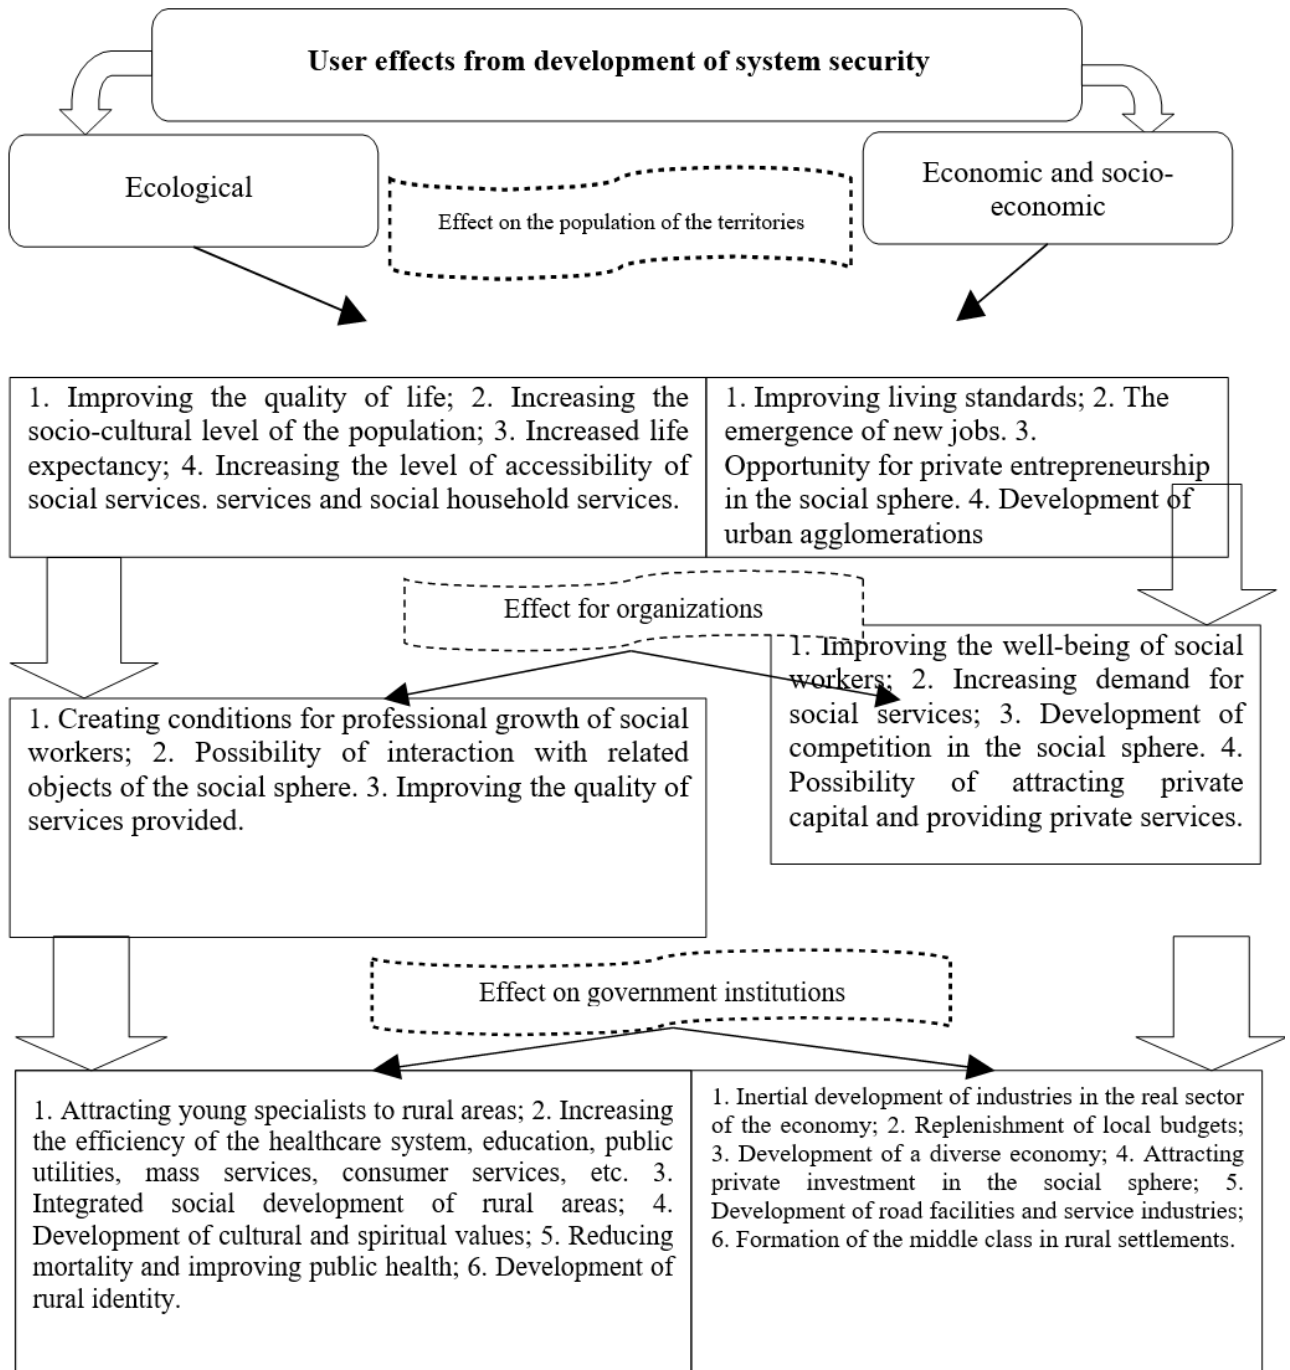 User effects from development of system security
Ecological
Effect on the population of the territories
Economic and socio-
economic
1. Improving the quality of life; 2. Increasing the
socio-cultural level of the population; 3. Increased life
expectancy; 4. Increasing the level of accessibility of
social services. services and social household services.
1. Improving living standards; 2. The
emergence of new jobs. 3.
Opportunity for private entrepreneurship
in the social sphere. 4. Development of
urban agglomerations
Effect for organizations
1. Creating conditions for professional growth of social
workers; 2. Possibility of interaction with related
objects of the social sphere. 3. Improving the quality of
services provided.
1. Improving the well-being of social
workers; 2. Increasing demand for
social services; 3. Development of
competition in the social sphere. 4.
Possibility of attracting private
capital and providing private services.
Effect on government institutions
1. Attracting young specialists to rural areas; 2. Increasing
the efficiency of the healthcare system, education, public
utilities, mass services, consumer services, etc. 3.
Integrated social development of rural areas; 4.
Development of cultural and spiritual values; 5. Reducing
mortality and improving public health; 6. Development of
rural identity.
1. Inertial development of industries in the real sector
of the economy; 2. Replenishment of local budgets;
3. Development of a diverse economy; 4. Attracting
private investment in the social sphere; 5.
Development of road facilities and service industries;
6. Formation of the middle class in rural settlements.